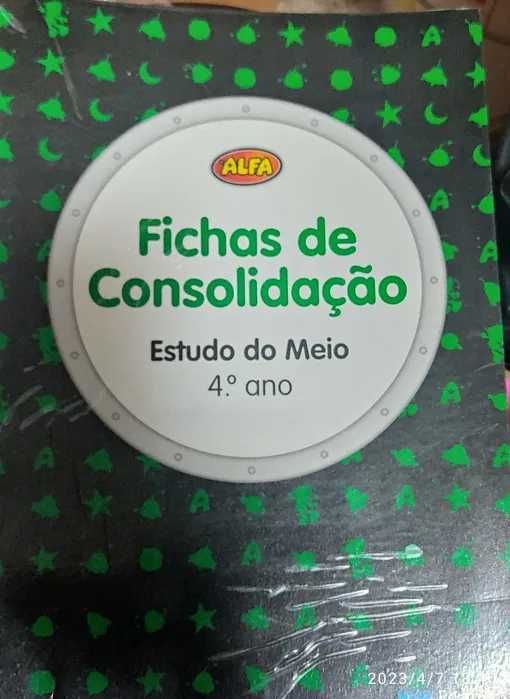 ALFA
Fichas de
Consolidação
Estudo do Meio
4.º ano
2023/4/7